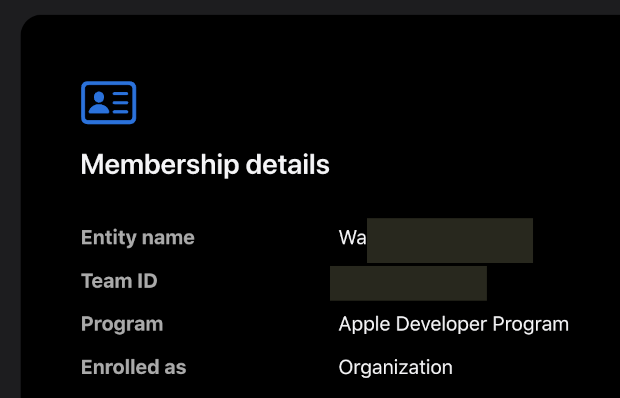 Membership details
Entity name Wa
Team ID
Program Apple Developer Program
Enrolled as Organization